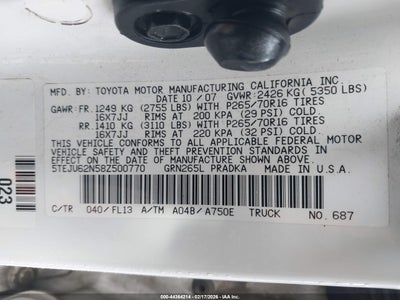 MFD. BY: TOYOTA MOTOR MANUFACTURING CALIFORNIA INC.
DATE 10 / 07 GVWR: 2426 KG ( 5350 LBS)
GAWR: FR. 1249 KG (2755 LBS) WITH P265/70R16 TIRES
16X7JJ RIMS AT 200 KPA (29 PSI) COLD.
RR. 1410 KG (3110 LBS) WITH P265/70R16 TIRES
16X7JJ RIMS AT 220 KPA (32 PSI) COLD.
THIS VEHICLE CONFORMS TO ALL APPLICABLE FEDERAL MOTOR
VEHICLE SAFETY AND BUMPER STANDARDS IN EFFECT ON
THE DATE OF MANUFACTURE SHOWN ABOVE.
5TEJU62N58Z500770 GRN265L PRADKA MADE IN U.S.A.
C/TR 040/FL13 A/TM A04B/A750E TRUCK NO. 687
023
000-44364214 - 02/17/2026 - IAA